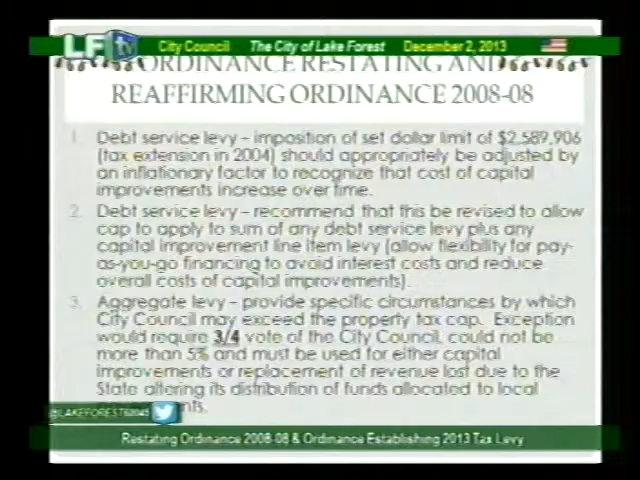 LFtv City Council The City of Lake Forest December 2, 2013
ORDINANCE RESTATING AND
REAFFIRMING ORDINANCE 2008-08
1. Debt service levy – imposition of set dollar limit of $2,589,906
(tax extension in 2004) should appropriately be adjusted by
an inflationary factor to recognize that cost of capital
improvements increase over time.
2. Debt service levy – recommend that this be revised to allow
cap to apply to sum of any debt service levy plus any
capital improvement line item levy (allow flexibility for pay-
as-you-go financing to avoid interest costs and reduce
overall costs of capital improvements).
3. Aggregate levy – provide specific circumstances by which
City Council may exceed the property tax cap. Exception
would require 3/4 vote of the City Council, could not be
more than 5% and must be used for either capital
improvements or replacement of revenue lost due to the
State altering its distribution of funds allocated to local
nts.
@LAKEFOREST60045
Restating Ordinance 2008-08 & Ordinance Establishing 2013 Tax Levy